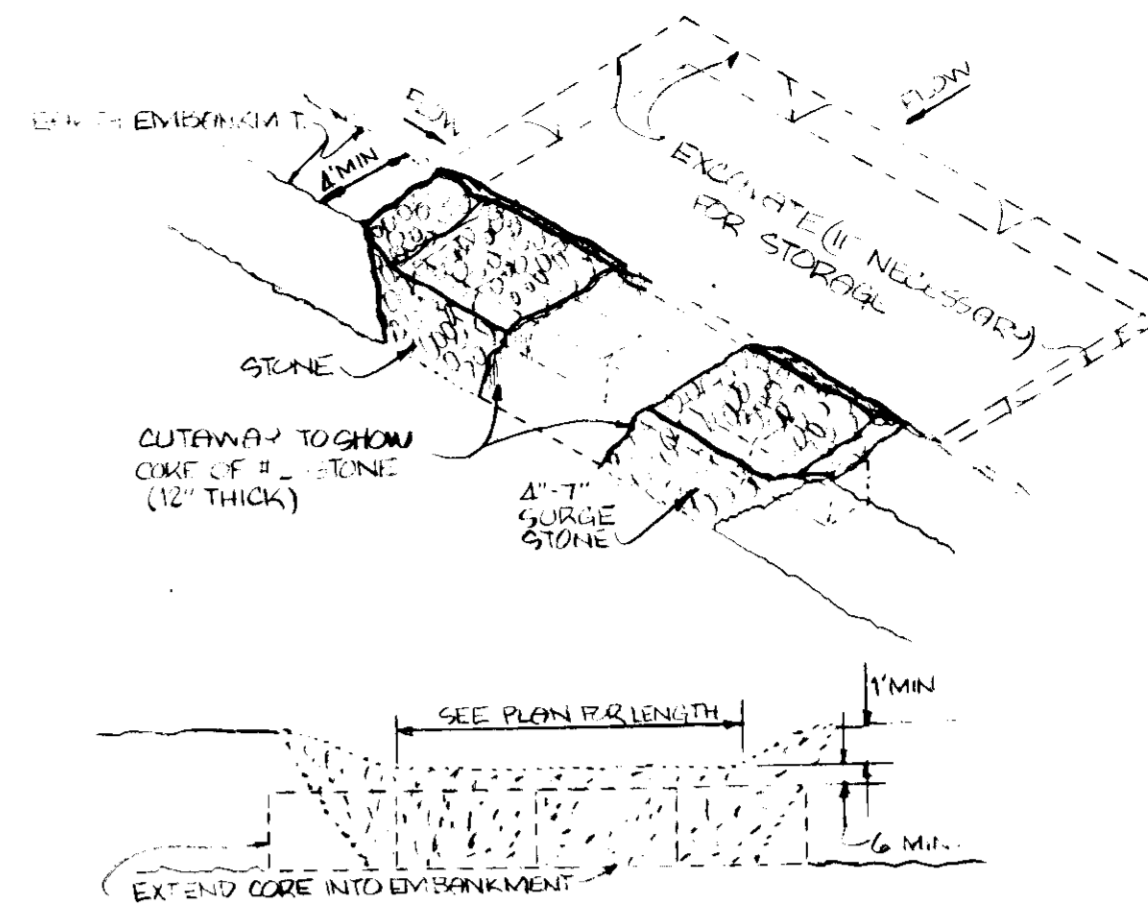 FLOW
FLOW
EMBANKM'T.
4' MIN
EXCAVATE (IF NECESSARY)
FOR STORAGE
STONE
CUTAWAY TO SHOW
CORE OF # STONE
(12" THICK)
4"-7"
SURGE
STONE
1' MIN
SEE PLAN FOR LENGTH
6 MIN.
EXTEND CORE INTO EMBANKMENT